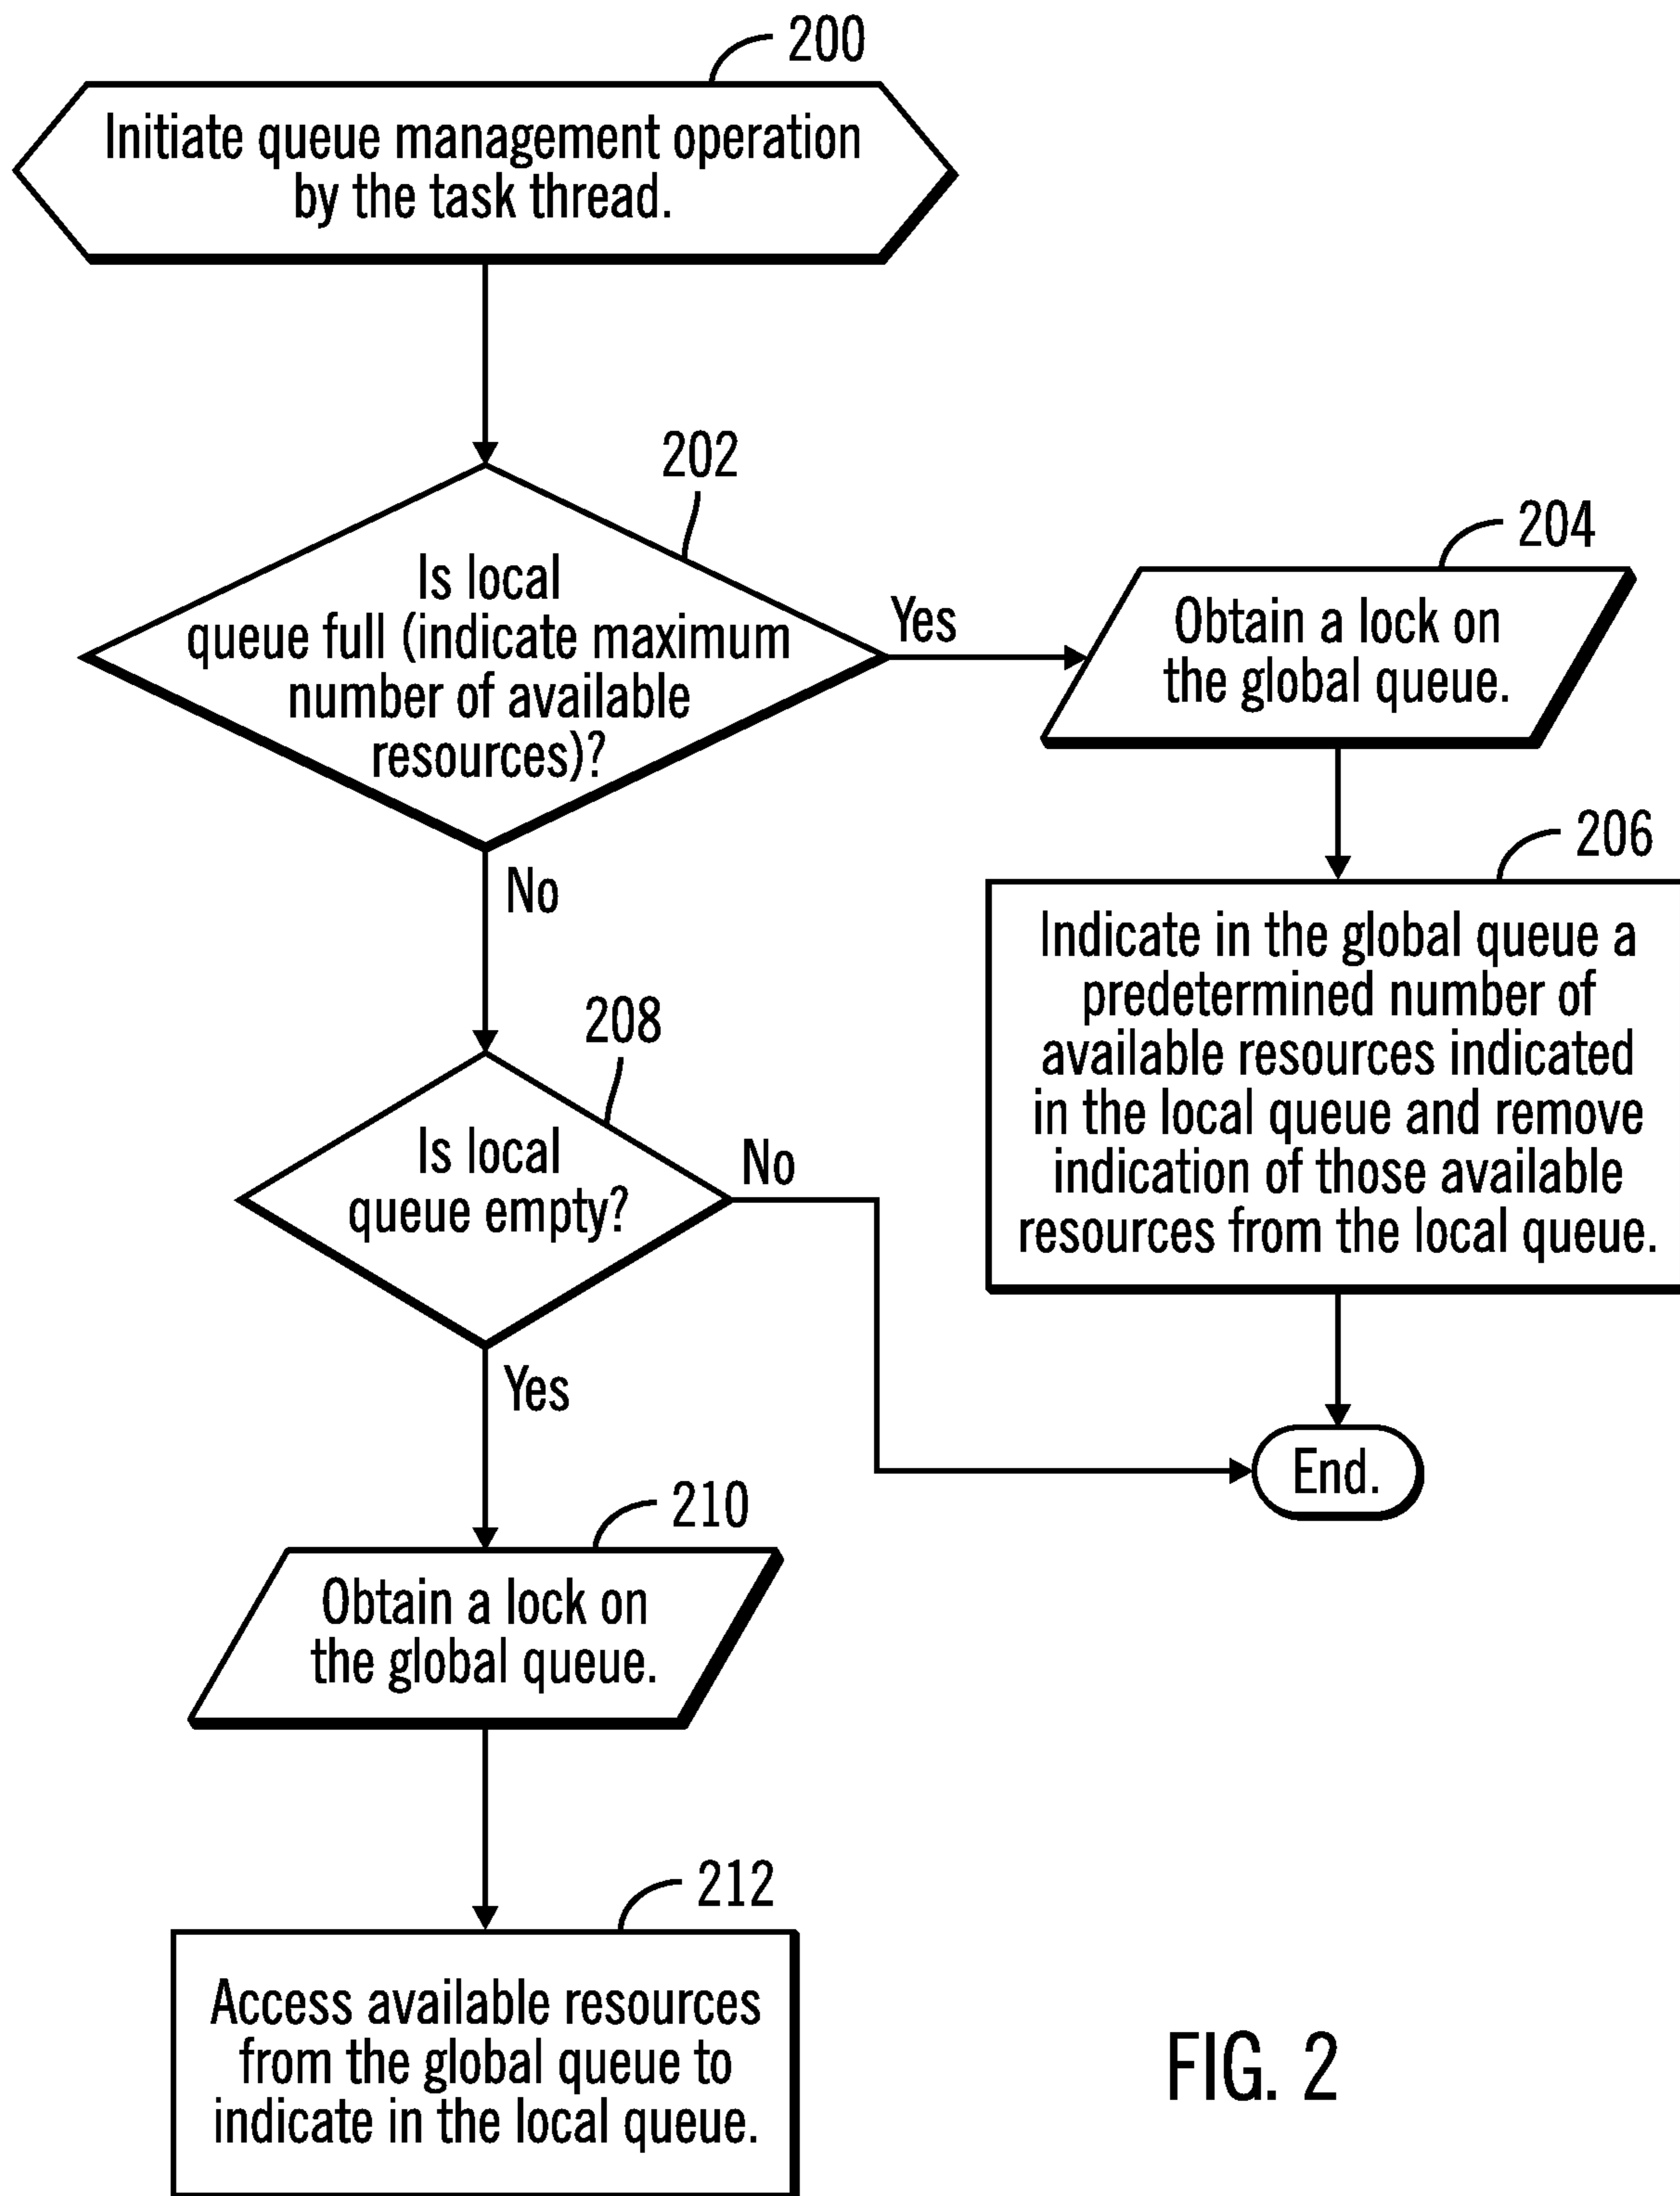 200
Initiate queue management operation
by the task thread.
202
Is local
queue full (indicate maximum
number of available
resources)?
Yes
204
Obtain a lock on
the global queue.
206
Indicate in the global queue a
predetermined number of
available resources indicated
in the local queue and remove
indication of those available
resources from the local queue.
No
208
Is local
queue empty?
No
Yes
End.
210
Obtain a lock on
the global queue.
212
Access available resources
from the global queue to
indicate in the local queue.
FIG. 2